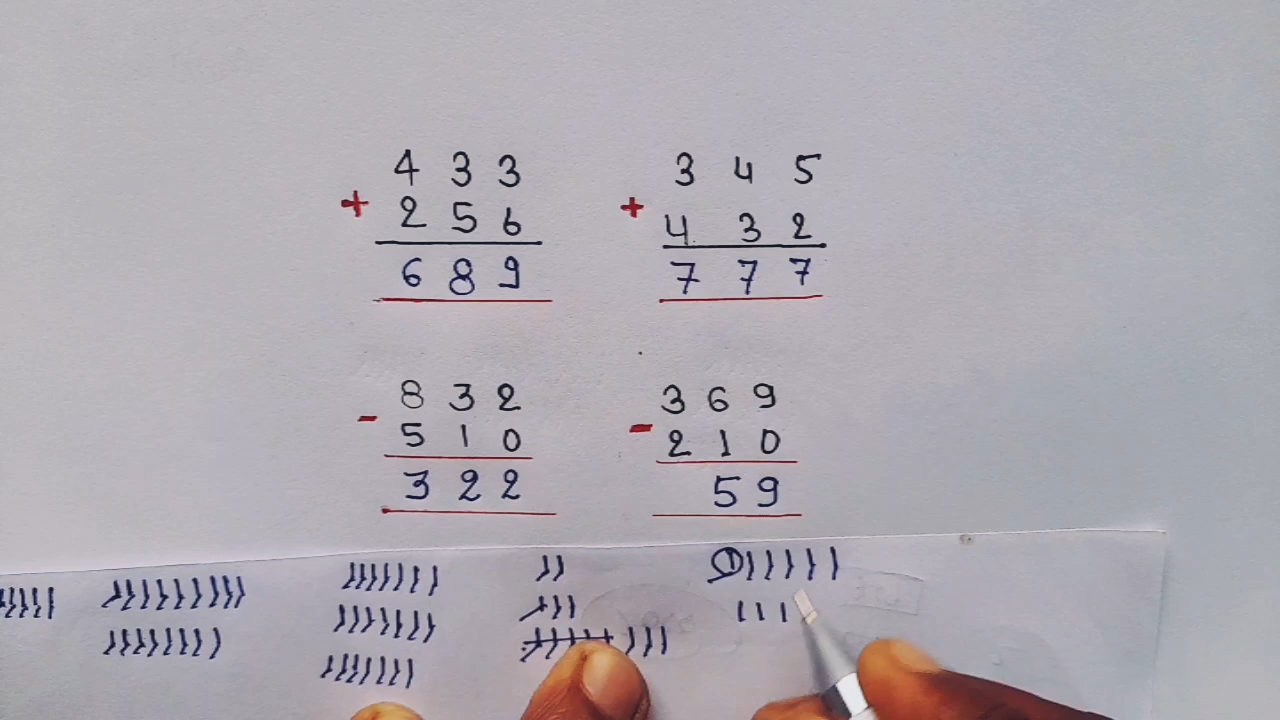 4 3 3
+ 2 5 6
6 8 9
3 4 5
+ 4 3 2
7 7 7
8 3 2
- 5 1 0
3 2 2
3 6 9
- 2 1 0
5 9